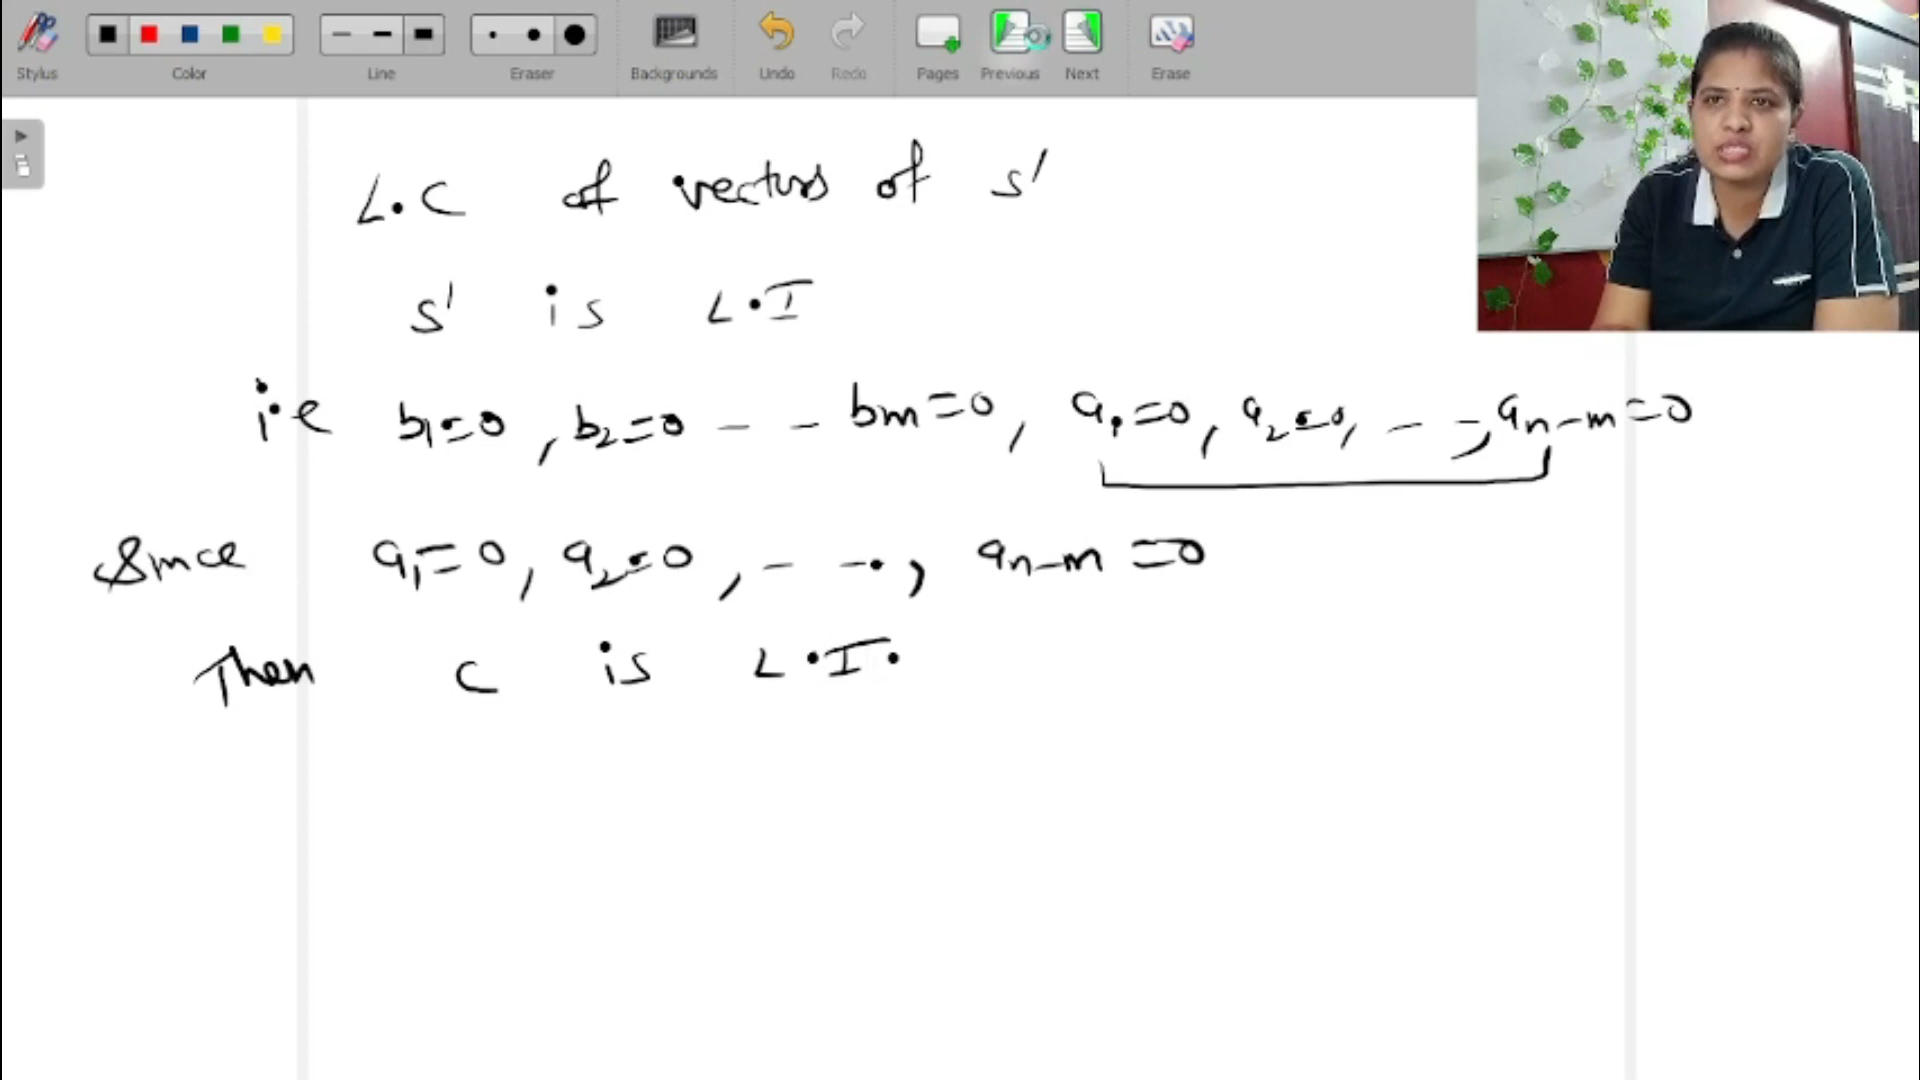 Stylus Color Line Eraser Backgrounds Undo Redo Pages Previous Next Erase
L.C of vectors of s'
s' is L.I
i.e b₁=0, b₂=0 - - bm=0, a₁=0, a₂=0, - -, an-m=0
Since a₁=0, a₂=0, - - -, an-m=0
Then C is L.I.